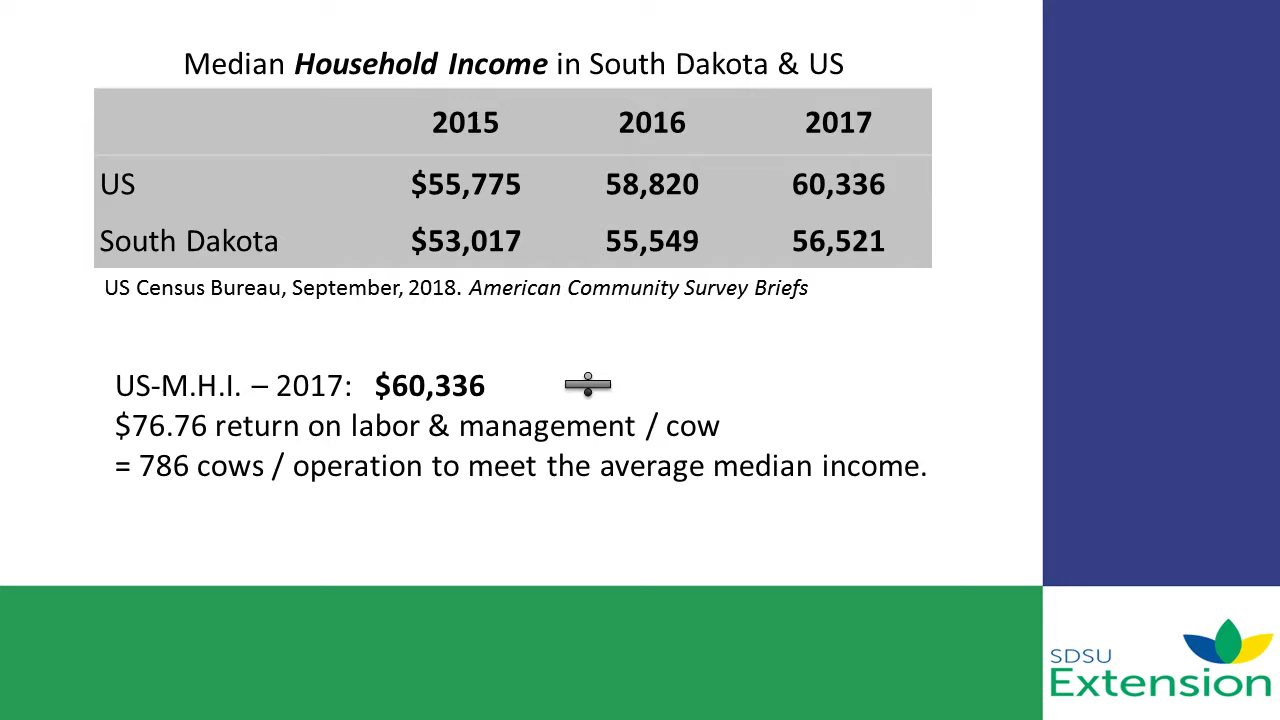 Median Household Income in South Dakota & US
2015 2016 2017
US $55,775 58,820 60,336
South Dakota $53,017 55,549 56,521
US Census Bureau, September, 2018. American Community Survey Briefs
US-M.H.I. – 2017: $60,336 ÷
$76.76 return on labor & management / cow
= 786 cows / operation to meet the average median income.
SDSU
Extension